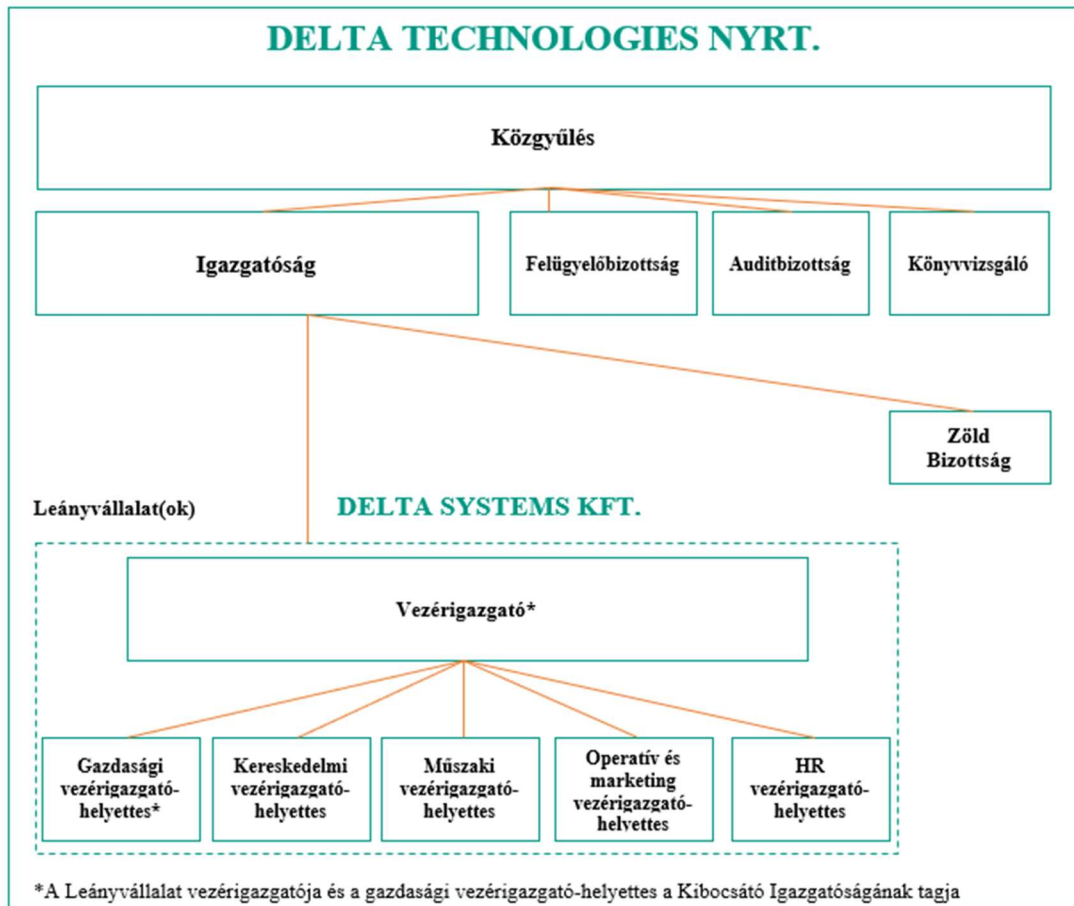 DELTA TECHNOLOGIES NYRT.
Közgyűlés
Igazgatóság
Felügyelőbizottság
Auditbizottság
Könyvvizsgáló
Zöld
Bizottság
Leányvállalat(ok)
DELTA SYSTEMS KFT.
Vezérigazgató*
Gazdasági
vezérigazgató-
helyettes*
Kereskedelmi
vezérigazgató-
helyettes
Műszaki
vezérigazgató-
helyettes
Operatív és
marketing
vezérigazgató-
helyettes
HR
vezérigazgató-
helyettes
*A Leányvállalat vezérigazgatója és a gazdasági vezérigazgató-helyettes a Kibocsátó Igazgatóságának tagja